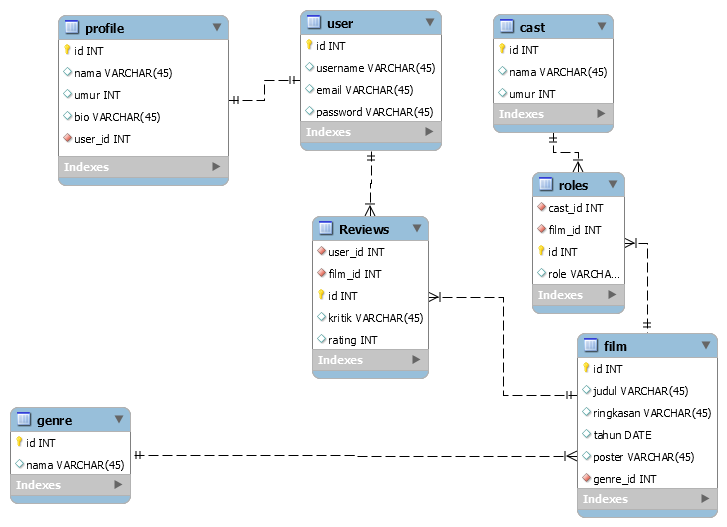 profile
id INT
nama VARCHAR(45)
umur INT
bio VARCHAR(45)
user_id INT
Indexes
user
id INT
username VARCHAR(45)
email VARCHAR(45)
password VARCHAR(45)
Indexes
cast
id INT
nama VARCHAR(45)
umur INT
Indexes
roles
cast_id INT
film_id INT
id INT
role VARCHA...
Indexes
Reviews
user_id INT
film_id INT
id INT
kritik VARCHAR(45)
rating INT
Indexes
film
id INT
judul VARCHAR(45)
ringkasan VARCHAR(45)
tahun DATE
poster VARCHAR(45)
genre_id INT
Indexes
genre
id INT
nama VARCHAR(45)
Indexes